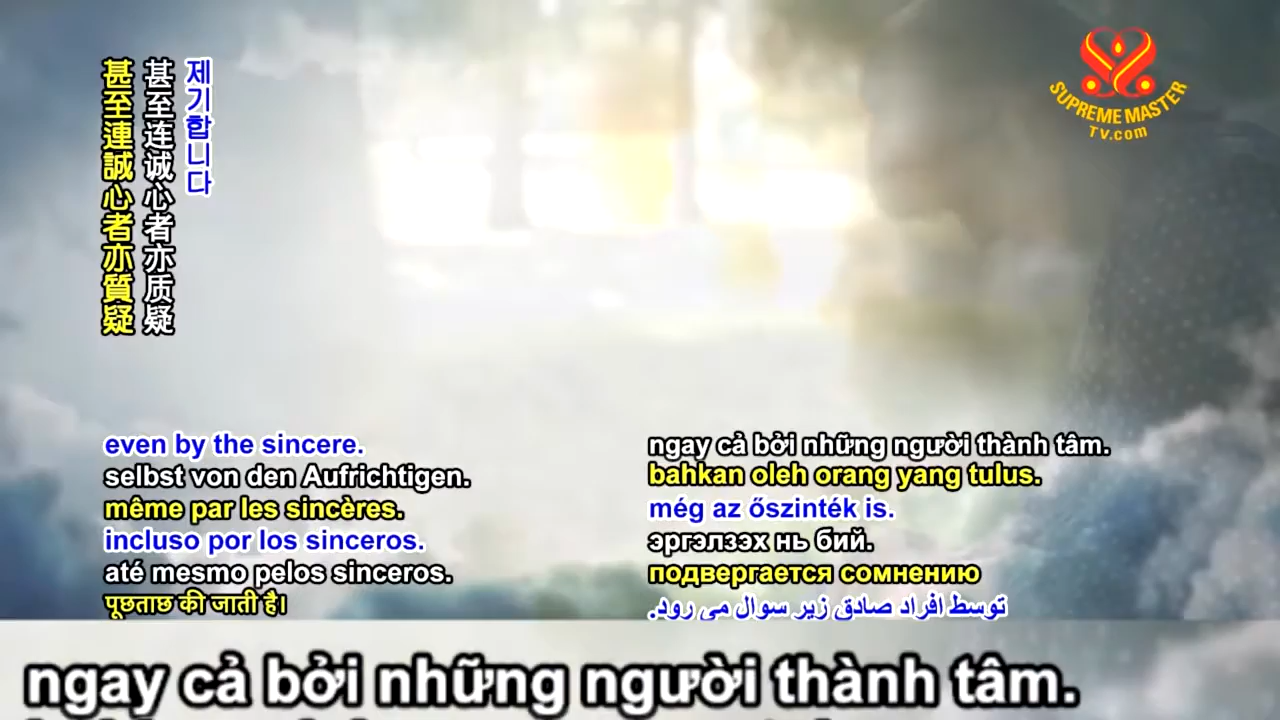 제기합니다
甚至连诚心者亦质疑
甚至連誠心者亦質疑
SUPREME MASTER
TV.com
even by the sincere.
selbst von den Aufrichtigen.
même par les sincères.
incluso por los sinceros.
até mesmo pelos sinceros.
पूछताछ की जाती है।
ngay cả bởi những người thành tâm.
bahkan oleh orang yang tulus.
még az őszinték is.
эргэлзэх нь бий.
подвергается сомнению
توسط افراد صادق زیر سوال می رود.
ngay cả bởi những người thành tâm.